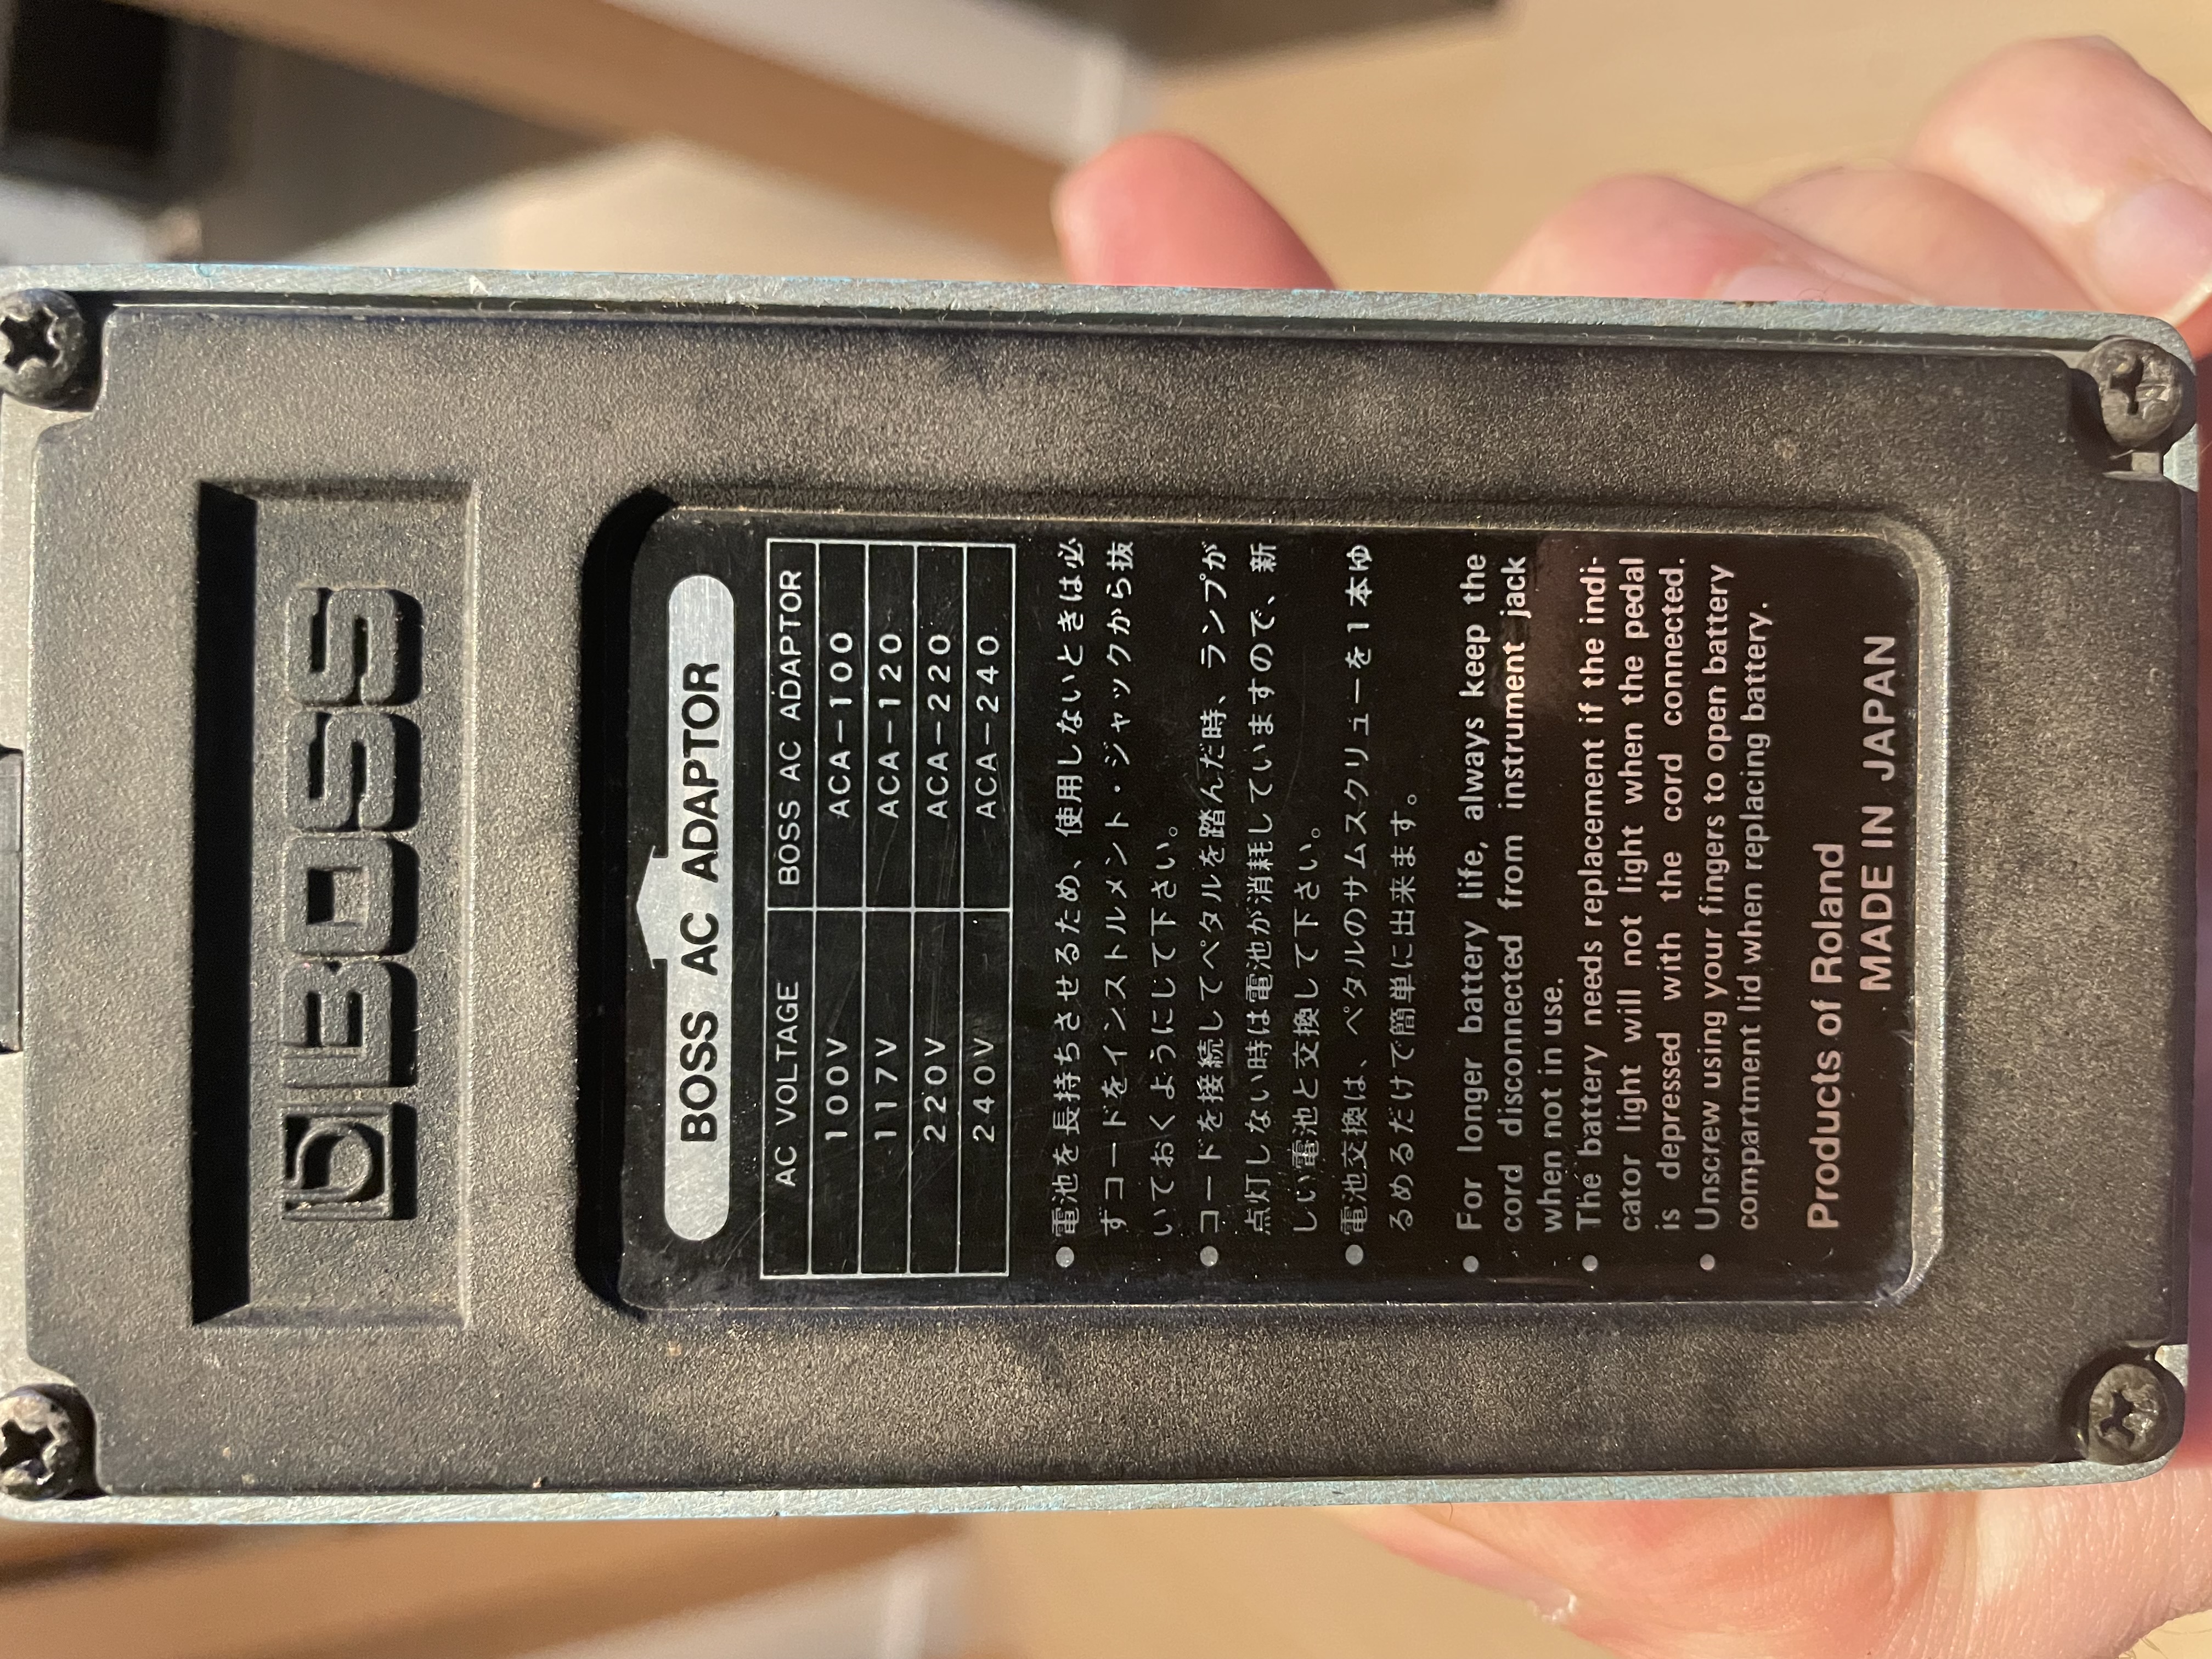 BOSS
BOSS AC ADAPTOR
AC VOLTAGE BOSS AC ADAPTOR
100V ACA-100
117V ACA-120
220V ACA-220
240V ACA-240
●電池を長持ちさせるため、使用しないときは必
ずコードをインストルメント・ジャックから抜
いておくようにして下さい。
●コードを接続してペダルを踏んだ時、ランプが
点灯しない時は電池が消耗していますので、新
しい電池と交換して下さい。
●電池交換は、ペダルのサムスクリューを1本ゆ
るめるだけで簡単に出来ます。
● For longer battery life, always keep the
cord disconnected from instrument jack
when not in use.
● The battery needs replacement if the indi-
cator light will not light when the pedal
is depressed with the cord connected.
● Unscrew using your fingers to open battery
compartment lid when replacing battery.
Products of Roland
MADE IN JAPAN